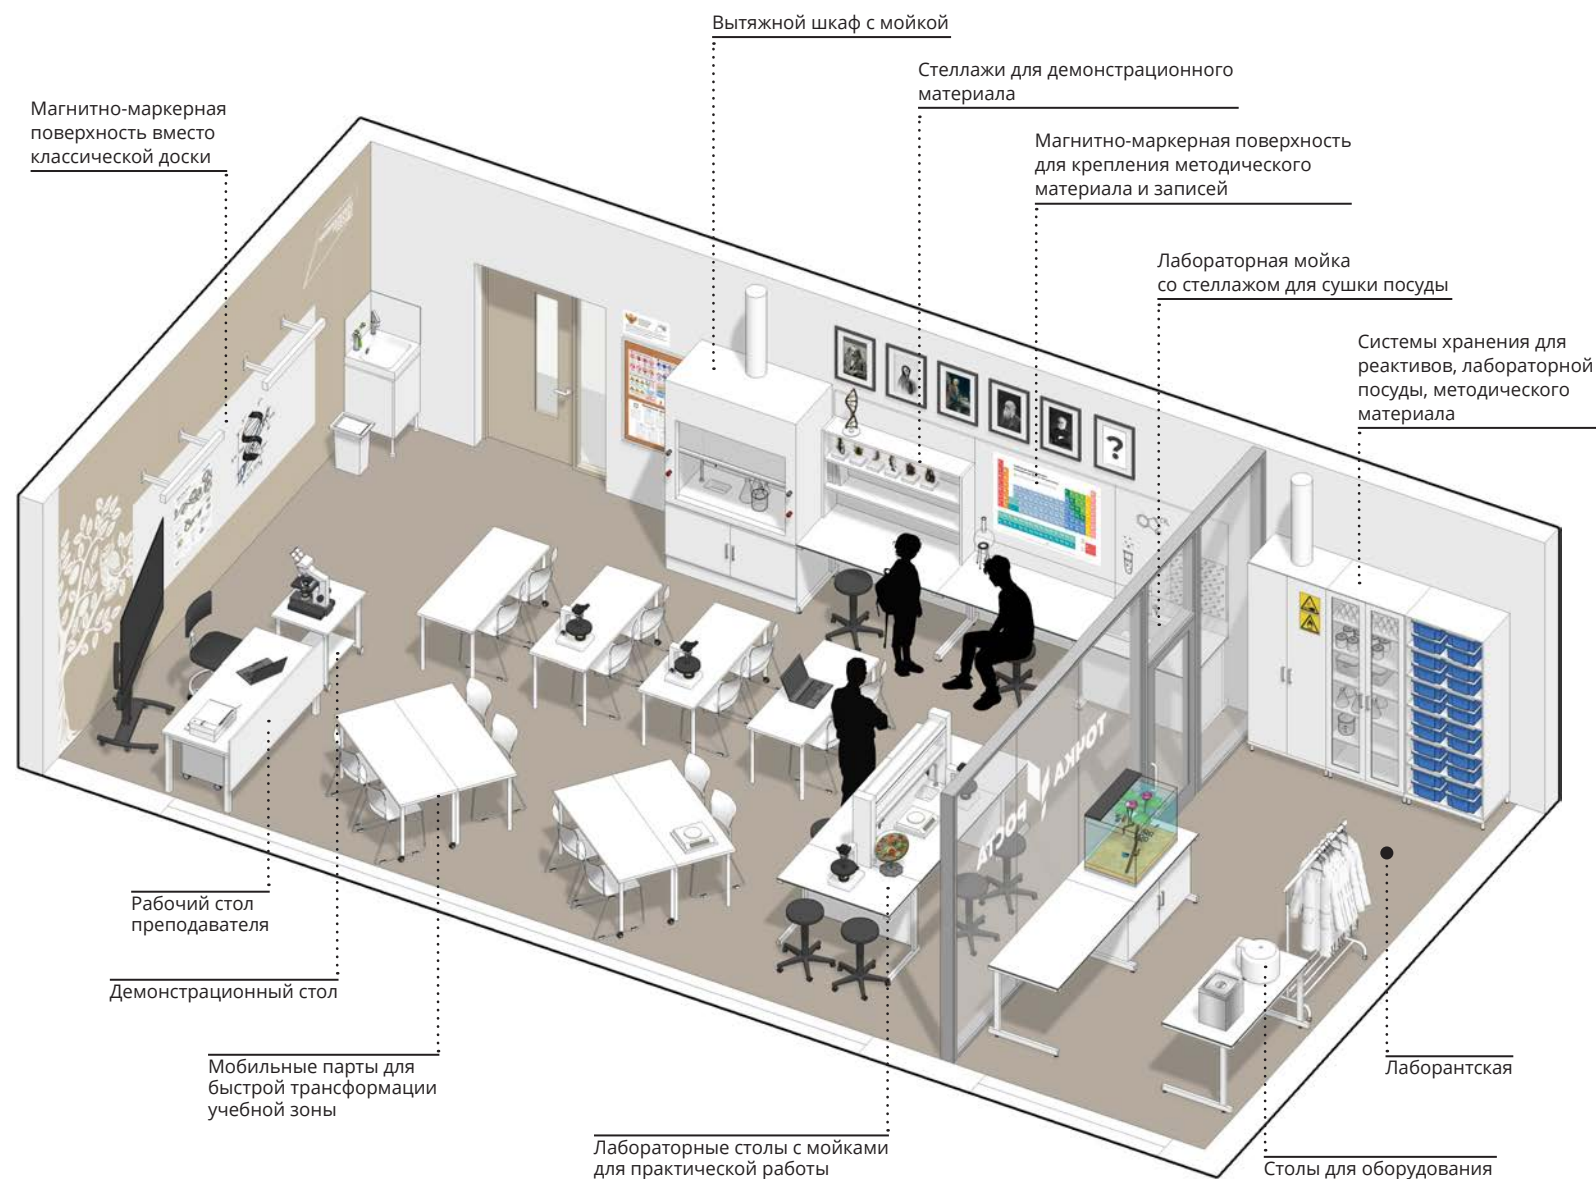 Вытяжной шкаф с мойкой
Стеллажи для демонстрационного
материала
Магнитно-маркерная
поверхность вместо
классической доски
Магнитно-маркерная поверхность
для крепления методического
материала и записей
Лабораторная мойка
со стеллажом для сушки посуды
Системы хранения для
реактивов, лабораторной
посуды, методического
материала
?
ТОЧКА
РОСТА
Рабочий стол
преподавателя
Демонстрационный стол
Мобильные парты для
быстрой трансформации
учебной зоны
Лабораторные столы с мойками
для практической работы
Лаборантская
Столы для оборудования